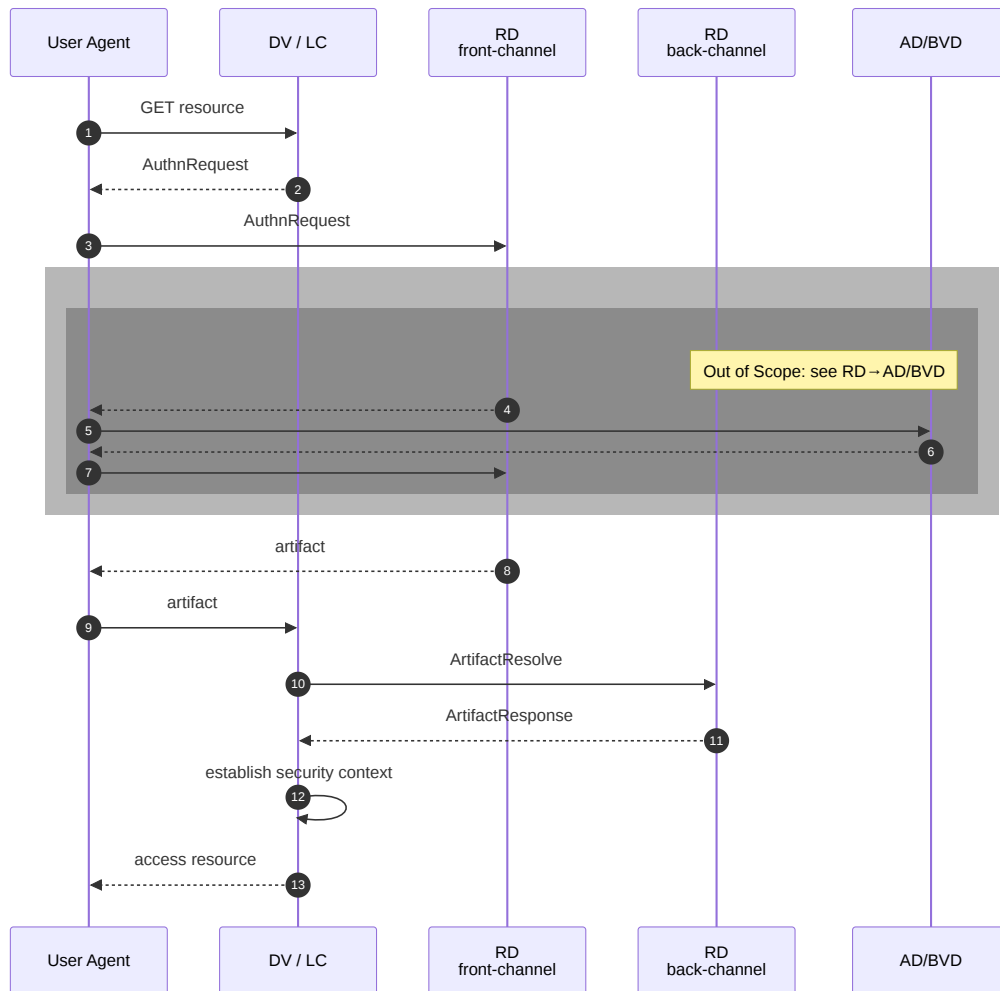 User Agent
DV / LC
RD
front-channel
RD
back-channel
AD/BVD
GET resource
1
AuthnRequest
2
AuthnRequest
3
Out of Scope: see RD→AD/BVD
4
5
6
7
artifact
8
artifact
9
ArtifactResolve
10
ArtifactResponse
11
establish security context
12
access resource
13
User Agent
DV / LC
RD
front-channel
RD
back-channel
AD/BVD